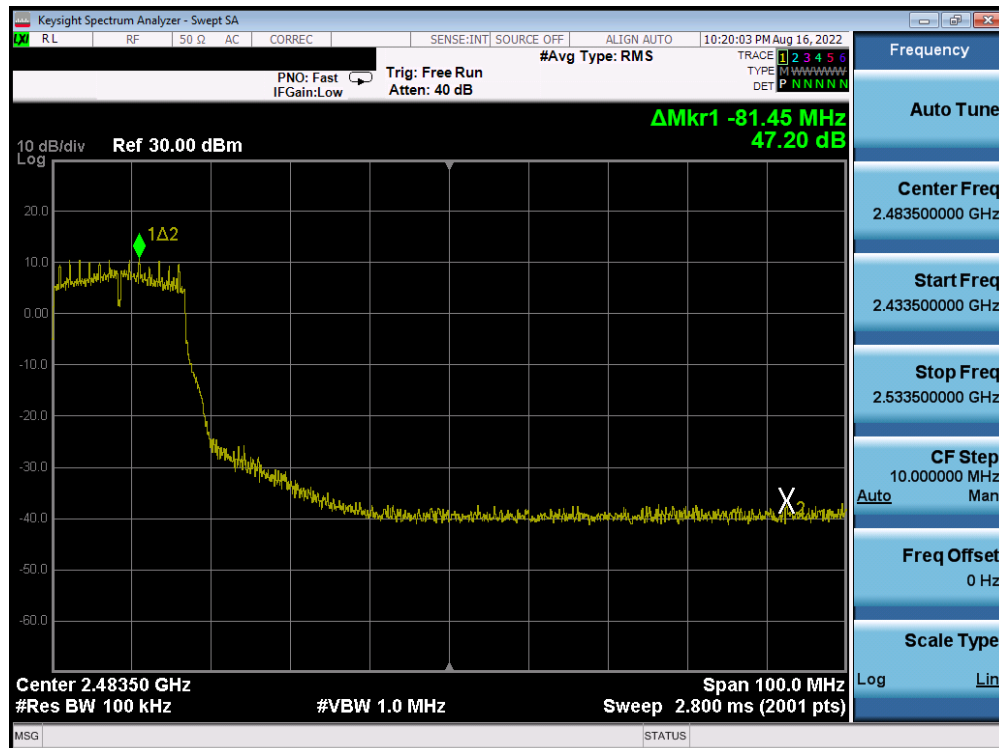 Keysight Spectrum Analyzer - Swept SA
LXI RL RF 50 Ω AC CORREC SENSE:INT SOURCE OFF ALIGN AUTO 10:20:03 PM Aug 16, 2022
#Avg Type: RMS
TRACE 1 2 3 4 5 6
PNO: Fast Trig: Free Run
TYPE M WWWWW
IFGain:Low Atten: 40 dB
DET P N N N N N
ΔMkr1 -81.45 MHz
47.20 dB
10 dB/div Ref 30.00 dBm
Log
20.0
1Δ2
10.0
0.00
-10.0
-20.0
-30.0
X2
-40.0
-50.0
-60.0
Center 2.48350 GHz Span 100.0 MHz
#Res BW 100 kHz #VBW 1.0 MHz Sweep 2.800 ms (2001 pts)
MSG STATUS
Frequency
Auto Tune
Center Freq
2.483500000 GHz
Start Freq
2.433500000 GHz
Stop Freq
2.533500000 GHz
CF Step
10.000000 MHz
Auto Man
Freq Offset
0 Hz
Scale Type
Log Lin